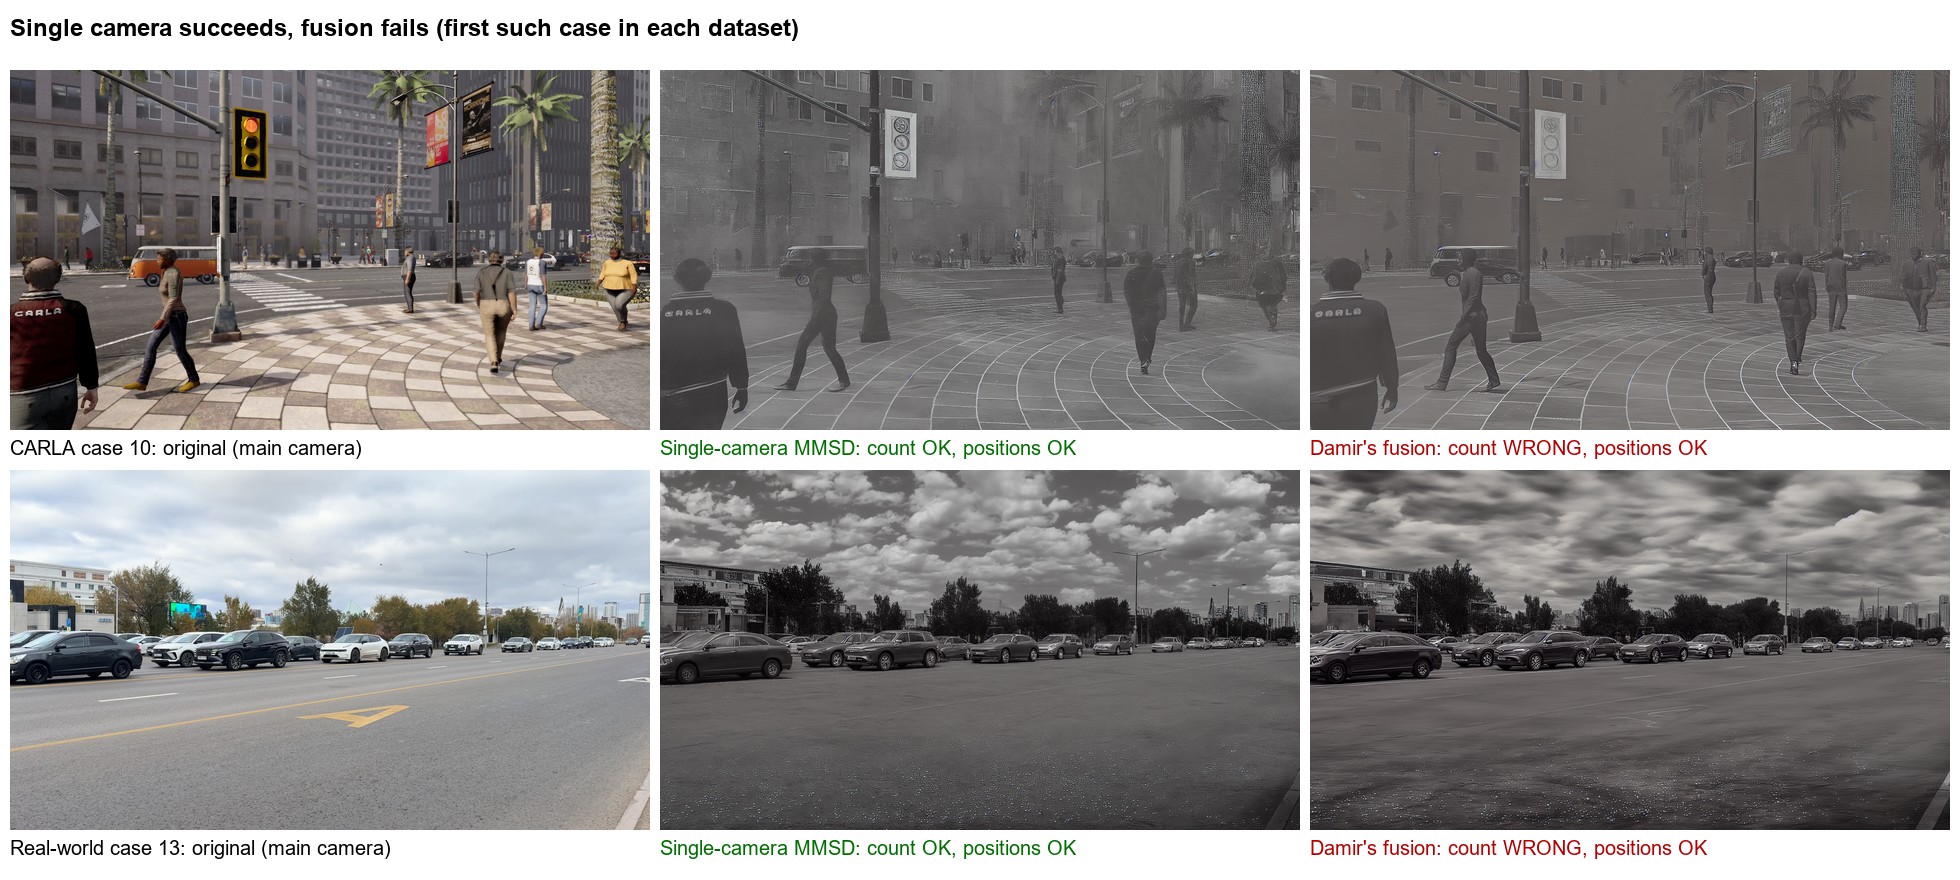 Single camera succeeds, fusion fails (first such case in each dataset)
CARLA
CARLA case 10: original (main camera)
Single-camera MMSD: count OK, positions OK
Damir's fusion: count WRONG, positions OK
Real-world case 13: original (main camera)
Single-camera MMSD: count OK, positions OK
Damir's fusion: count WRONG, positions OK